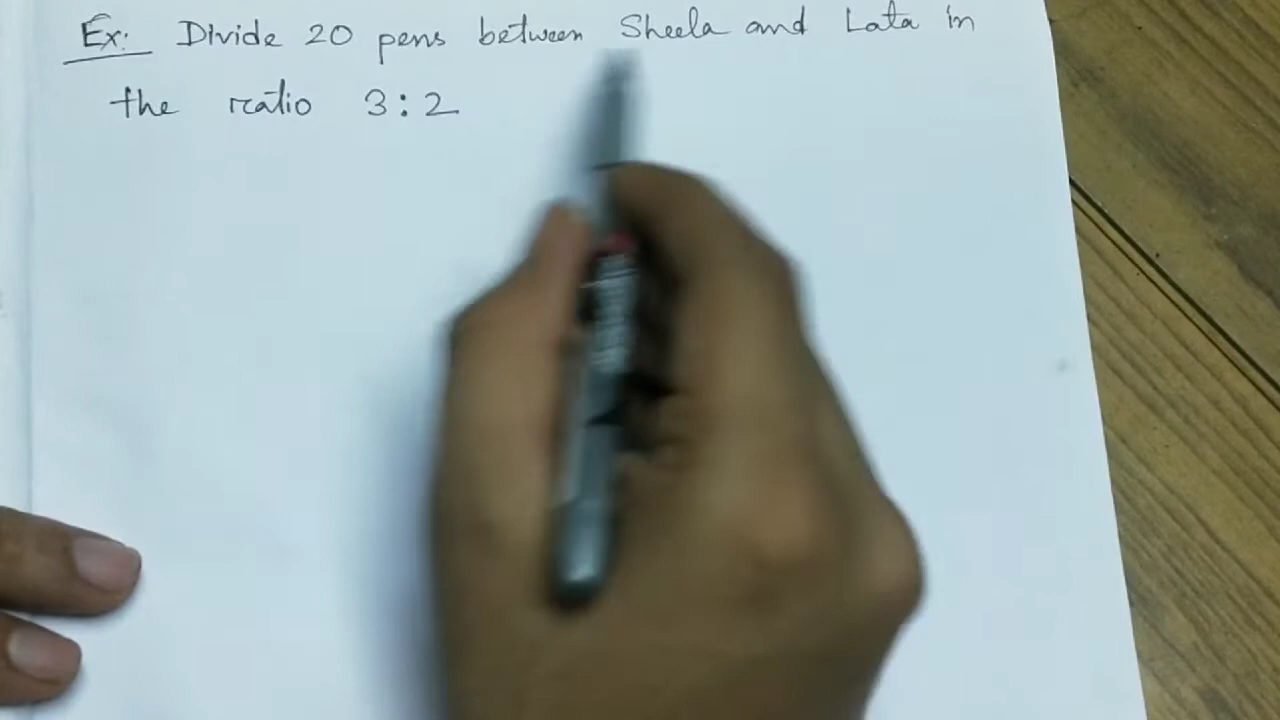 Ex: Divide 20 pens between Sheela and Lata in
the ratio 3:2